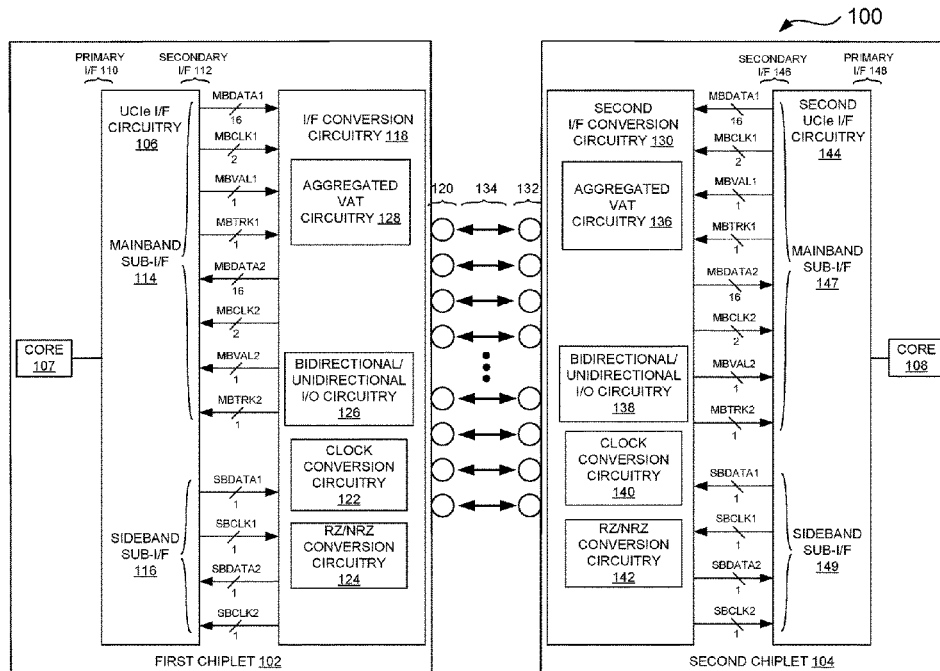 100
PRIMARY
I/F 110
SECONDARY
I/F 112
UCIe I/F
CIRCUITRY
106
MAINBAND
SUB-I/F
114
SIDEBAND
SUB-I/F
116
CORE
107
MBDATA1
16
MBCLK1
2
MBVAL1
1
MBTRK1
1
MBDATA2
16
MBCLK2
2
MBVAL2
1
MBTRK2
1
SBDATA1
1
SBCLK1
1
SBDATA2
1
SBCLK2
1
I/F CONVERSION
CIRCUITRY 118
AGGREGATED
VAT
CIRCUITRY 128
BIDIRECTIONAL/
UNIDIRECTIONAL
I/O CIRCUITRY
126
CLOCK
CONVERSION
CIRCUITRY
122
RZ/NRZ
CONVERSION
CIRCUITRY
124
FIRST CHIPLET 102
120
134
132
SECONDARY
I/F 146
PRIMARY
I/F 148
SECOND
I/F CONVERSION
CIRCUITRY 130
AGGREGATED
VAT
CIRCUITRY
136
BIDIRECTIONAL/
UNIDIRECTIONAL
I/O CIRCUITRY
138
CLOCK
CONVERSION
CIRCUITRY
140
RZ/NRZ
CONVERSION
CIRCUITRY
142
MBDATA1
16
MBCLK1
2
MBVAL1
1
MBTRK1
1
MBDATA2
16
MBCLK2
2
MBVAL2
1
MBTRK2
1
SBDATA1
1
SBCLK1
1
SBDATA2
1
SBCLK2
1
SECOND
UCIe I/F
CIRCUITRY
144
MAINBAND
SUB-I/F
147
SIDEBAND
SUB-I/F
149
CORE
108
SECOND CHIPLET 104